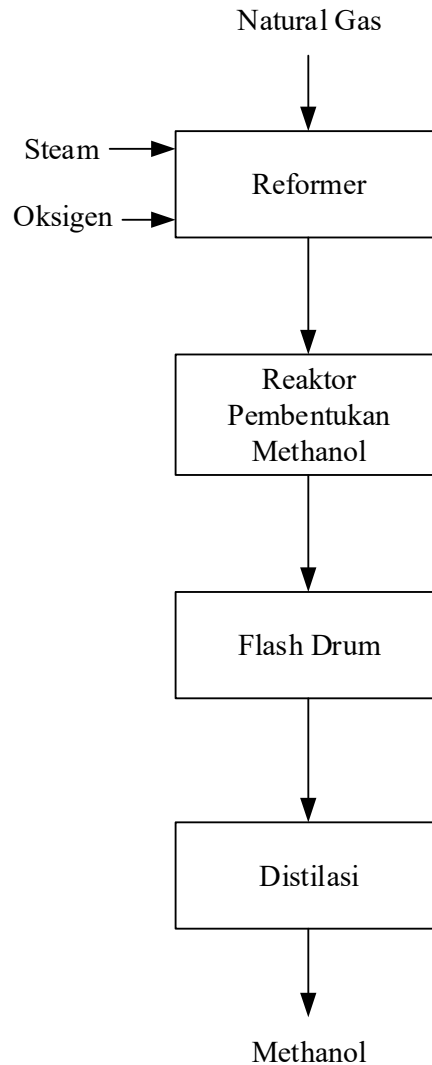 Natural Gas
Steam
Oksigen
Reformer
Reaktor
Pembentukan
Methanol
Flash Drum
Distilasi
Methanol